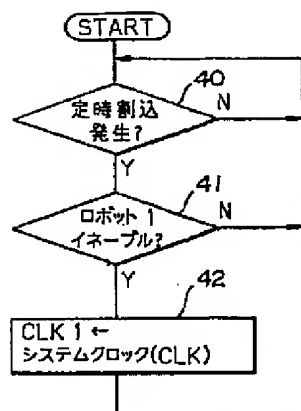 START
40
定時割込
発生?
N
Y
41
ロボット1
イネーブル?
N
Y
42
CLK 1 ←
システムクロック(CLK)